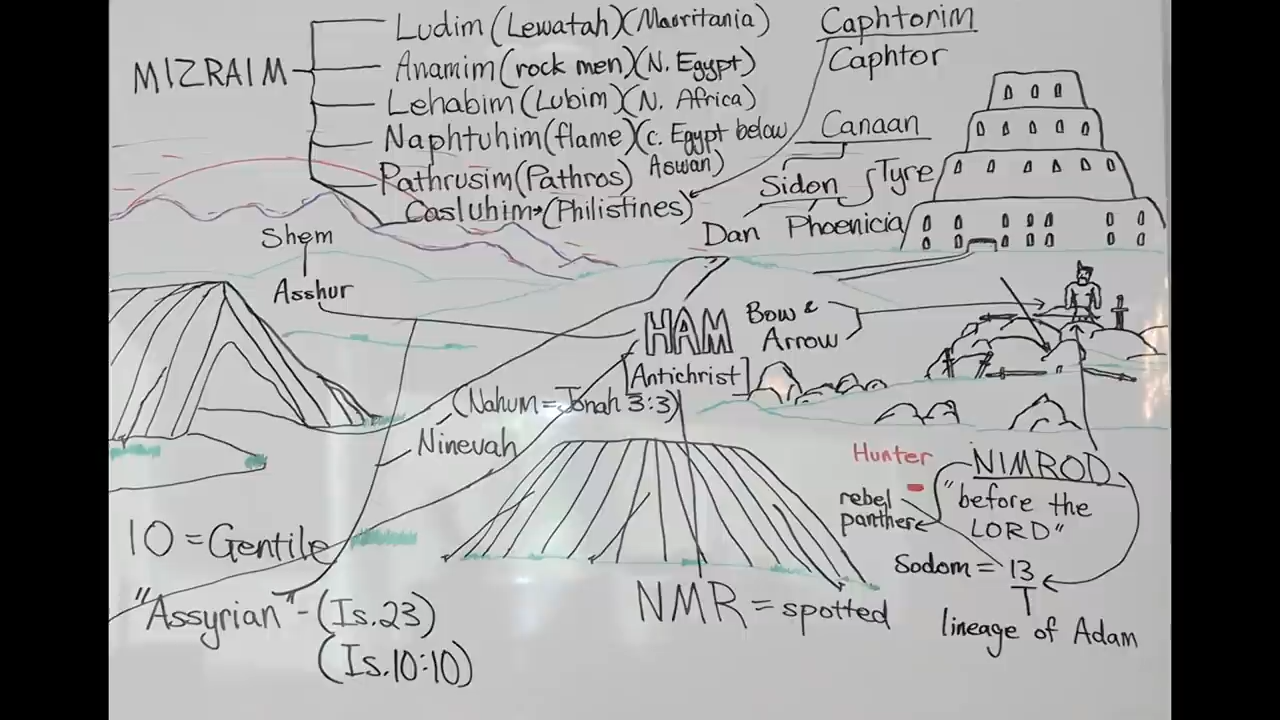 MIZRAIM
Ludim (Lewatah)(Mauritania)
Anamim (rock men)(N. Egypt)
Lehabim (Lubim)(N. Africa)
Naphtuhim (flame)(c. Egypt below
Aswan)
Pathrusim (Pathros)
Casluhim→(Philistines)
Caphtorim
Caphtor
Canaan
Sidon
Tyre
Dan
Phoenicia
Shem
Asshur
HAM
[Antichrist]
Bow &
Arrow
(Nahum = Jonah 3:3)
Ninevah
Hunter
NIMROD
rebel
panther
"before the
LORD"
Sodom = 13
lineage of Adam
10 = Gentile
"Assyrian" - (Is.23)
(Is.10:10)
NMR = spotted